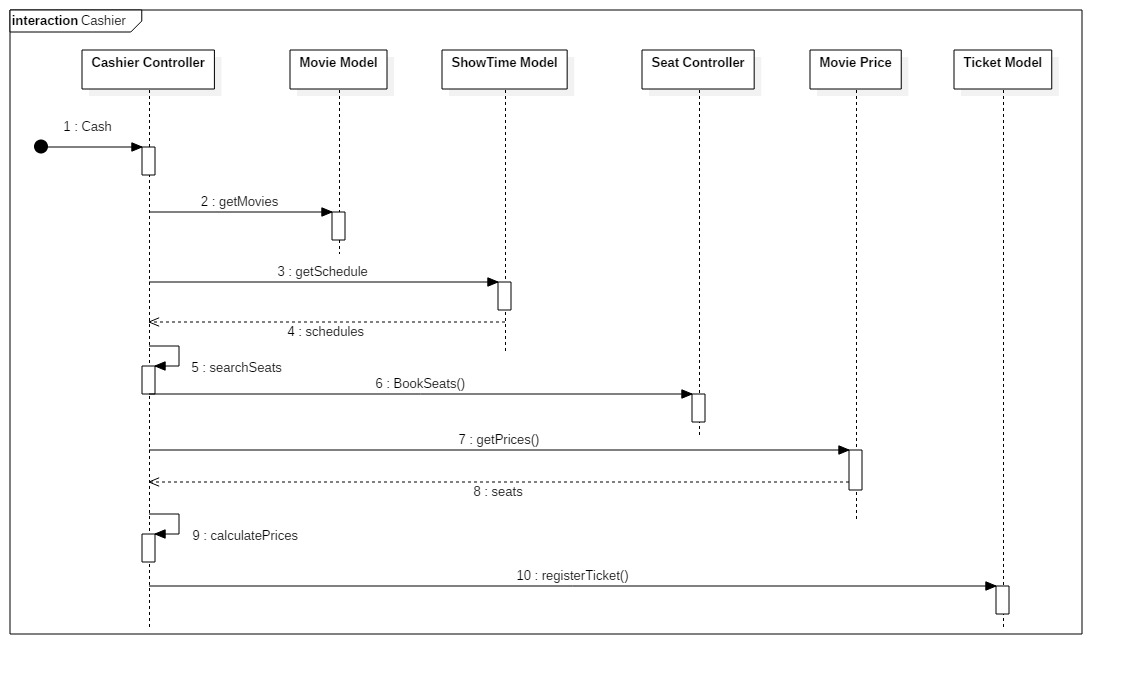 interaction Cashier
Cashier Controller
Movie Model
ShowTime Model
Seat Controller
Movie Price
Ticket Model
1 : Cash
2 : getMovies
3 : getSchedule
4 : schedules
5 : searchSeats
6 : BookSeats()
7 : getPrices()
8 : seats
9 : calculatePrices
10 : registerTicket()